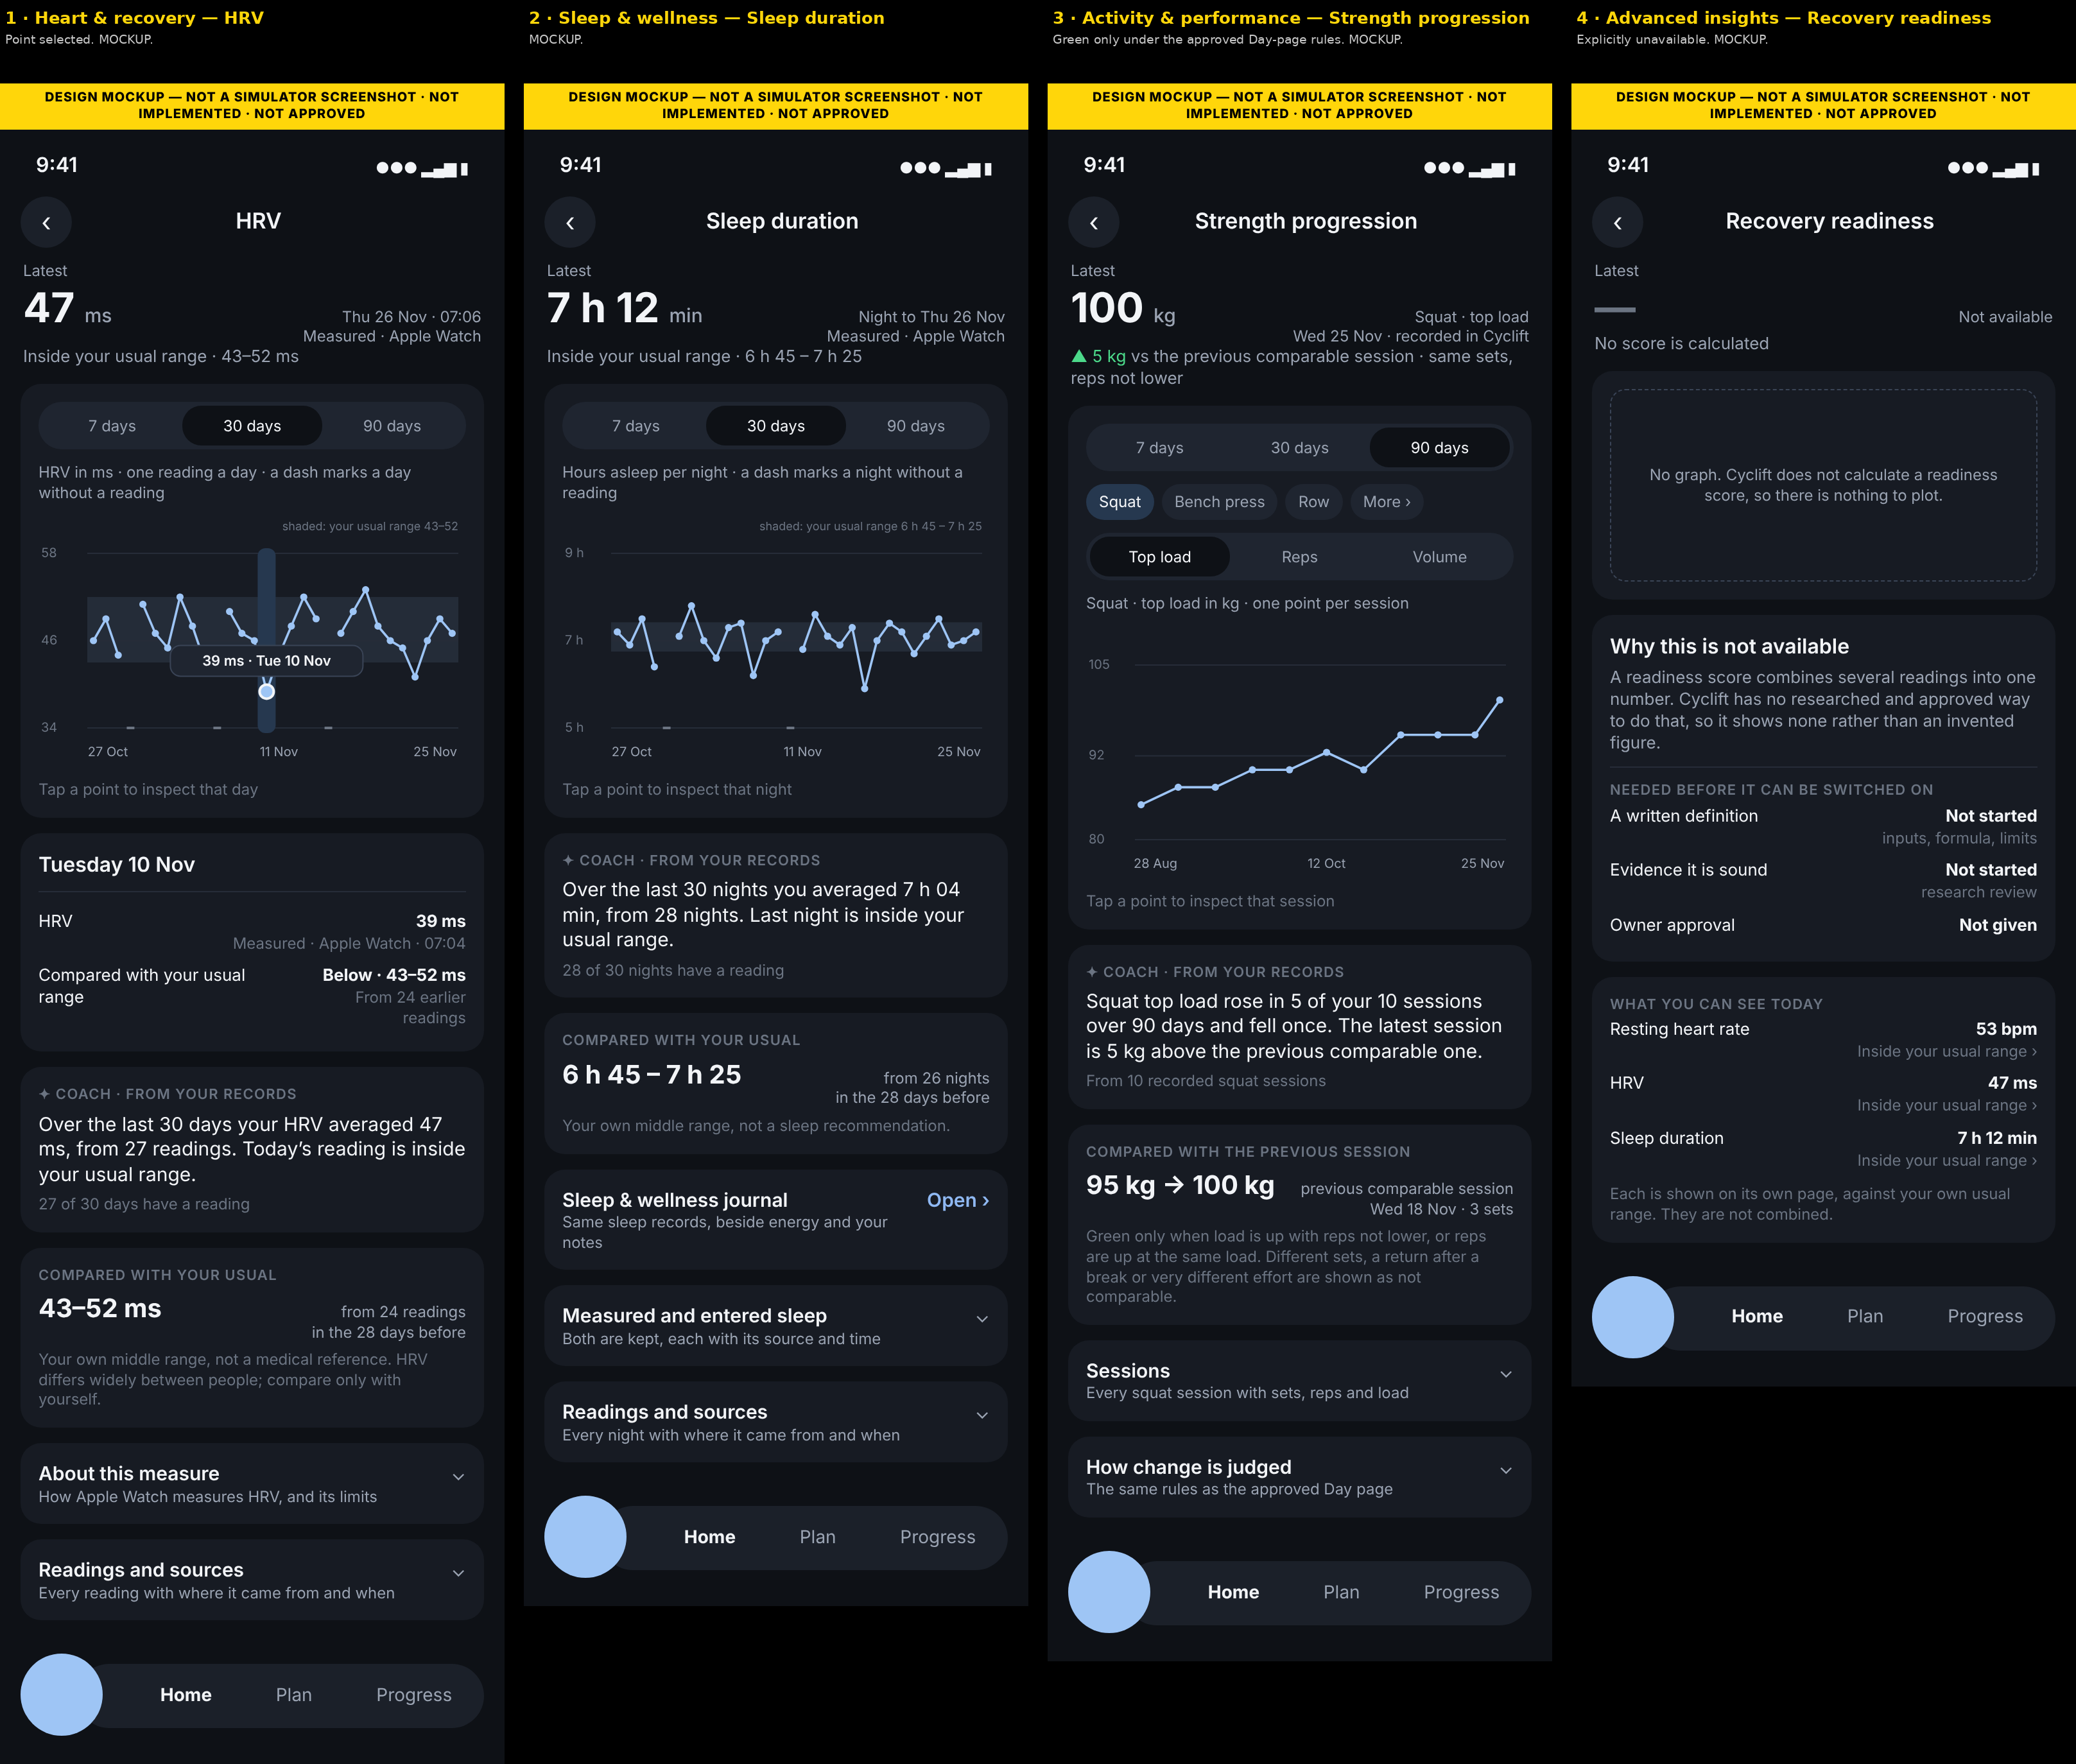 1 · Heart & recovery — HRV
Point selected. MOCKUP.
DESIGN MOCKUP — NOT A SIMULATOR SCREENSHOT · NOT
IMPLEMENTED · NOT APPROVED
9:41
‹
HRV
Latest
47 ms
Thu 26 Nov · 07:06
Measured · Apple Watch
Inside your usual range · 43–52 ms
7 days
30 days
90 days
HRV in ms · one reading a day · a dash marks a day
without a reading
shaded: your usual range 43–52
58
46
39 ms · Tue 10 Nov
34
27 Oct
11 Nov
25 Nov
Tap a point to inspect that day
Tuesday 10 Nov
HRV
39 ms
Measured · Apple Watch · 07:04
Compared with your usual
range
Below · 43–52 ms
From 24 earlier
readings
✦ COACH · FROM YOUR RECORDS
Over the last 30 days your HRV averaged 47
ms, from 27 readings. Today’s reading is inside
your usual range.
27 of 30 days have a reading
COMPARED WITH YOUR USUAL
43–52 ms
from 24 readings
in the 28 days before
Your own middle range, not a medical reference. HRV
differs widely between people; compare only with
yourself.
About this measure
How Apple Watch measures HRV, and its limits
Readings and sources
Every reading with where it came from and when
Home
Plan
Progress
2 · Sleep & wellness — Sleep duration
MOCKUP.
DESIGN MOCKUP — NOT A SIMULATOR SCREENSHOT · NOT
IMPLEMENTED · NOT APPROVED
9:41
‹
Sleep duration
Latest
7 h 12 min
Night to Thu 26 Nov
Measured · Apple Watch
Inside your usual range · 6 h 45 – 7 h 25
7 days
30 days
90 days
Hours asleep per night · a dash marks a night without a
reading
shaded: your usual range 6 h 45 – 7 h 25
9 h
7 h
5 h
27 Oct
11 Nov
25 Nov
Tap a point to inspect that night
✦ COACH · FROM YOUR RECORDS
Over the last 30 nights you averaged 7 h 04
min, from 28 nights. Last night is inside your
usual range.
28 of 30 nights have a reading
COMPARED WITH YOUR USUAL
6 h 45 – 7 h 25
from 26 nights
in the 28 days before
Your own middle range, not a sleep recommendation.
Sleep & wellness journal
Open ›
Same sleep records, beside energy and your
notes
Measured and entered sleep
Both are kept, each with its source and time
Readings and sources
Every night with where it came from and when
Home
Plan
Progress
3 · Activity & performance — Strength progression
Green only under the approved Day-page rules. MOCKUP.
DESIGN MOCKUP — NOT A SIMULATOR SCREENSHOT · NOT
IMPLEMENTED · NOT APPROVED
9:41
‹
Strength progression
Latest
100 kg
Squat · top load
Wed 25 Nov · recorded in Cyclift
▲ 5 kg vs the previous comparable session · same sets,
reps not lower
7 days
30 days
90 days
Squat
Bench press
Row
More ›
Top load
Reps
Volume
Squat · top load in kg · one point per session
105
92
80
28 Aug
12 Oct
25 Nov
Tap a point to inspect that session
✦ COACH · FROM YOUR RECORDS
Squat top load rose in 5 of your 10 sessions
over 90 days and fell once. The latest session
is 5 kg above the previous comparable one.
From 10 recorded squat sessions
COMPARED WITH THE PREVIOUS SESSION
95 kg → 100 kg
previous comparable session
Wed 18 Nov · 3 sets
Green only when load is up with reps not lower, or reps
are up at the same load. Different sets, a return after a
break or very different effort are shown as not
comparable.
Sessions
Every squat session with sets, reps and load
How change is judged
The same rules as the approved Day page
Home
Plan
Progress
4 · Advanced insights — Recovery readiness
Explicitly unavailable. MOCKUP.
DESIGN MOCKUP — NOT A SIMULATOR SCREENSHOT · NOT
IMPLEMENTED · NOT APPROVED
9:41
‹
Recovery readiness
Latest
—
Not available
No score is calculated
No graph. Cyclift does not calculate a readiness
score, so there is nothing to plot.
Why this is not available
A readiness score combines several readings into one
number. Cyclift has no researched and approved way
to do that, so it shows none rather than an invented
figure.
NEEDED BEFORE IT CAN BE SWITCHED ON
A written definition
Not started
inputs, formula, limits
Evidence it is sound
Not started
research review
Owner approval
Not given
WHAT YOU CAN SEE TODAY
Resting heart rate
53 bpm
Inside your usual range ›
HRV
47 ms
Inside your usual range ›
Sleep duration
7 h 12 min
Inside your usual range ›
Each is shown on its own page, against your own usual
range. They are not combined.
Home
Plan
Progress